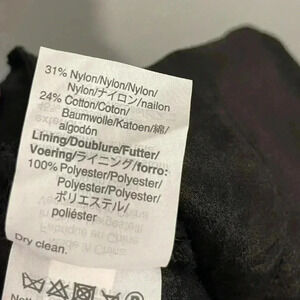 31% Nylon/Nylon/Nylon/
Nylon/ナイロン/nailon
24% Cotton/Coton/
Baumwolle/Katoen/綿/
algodón
Lining/Doublure/Futter/
Voering/ライニング/forro:
100% Polyester/Polyester/
Polyester/Polyester/
ポリエステル/
poliéster
Dry clean.